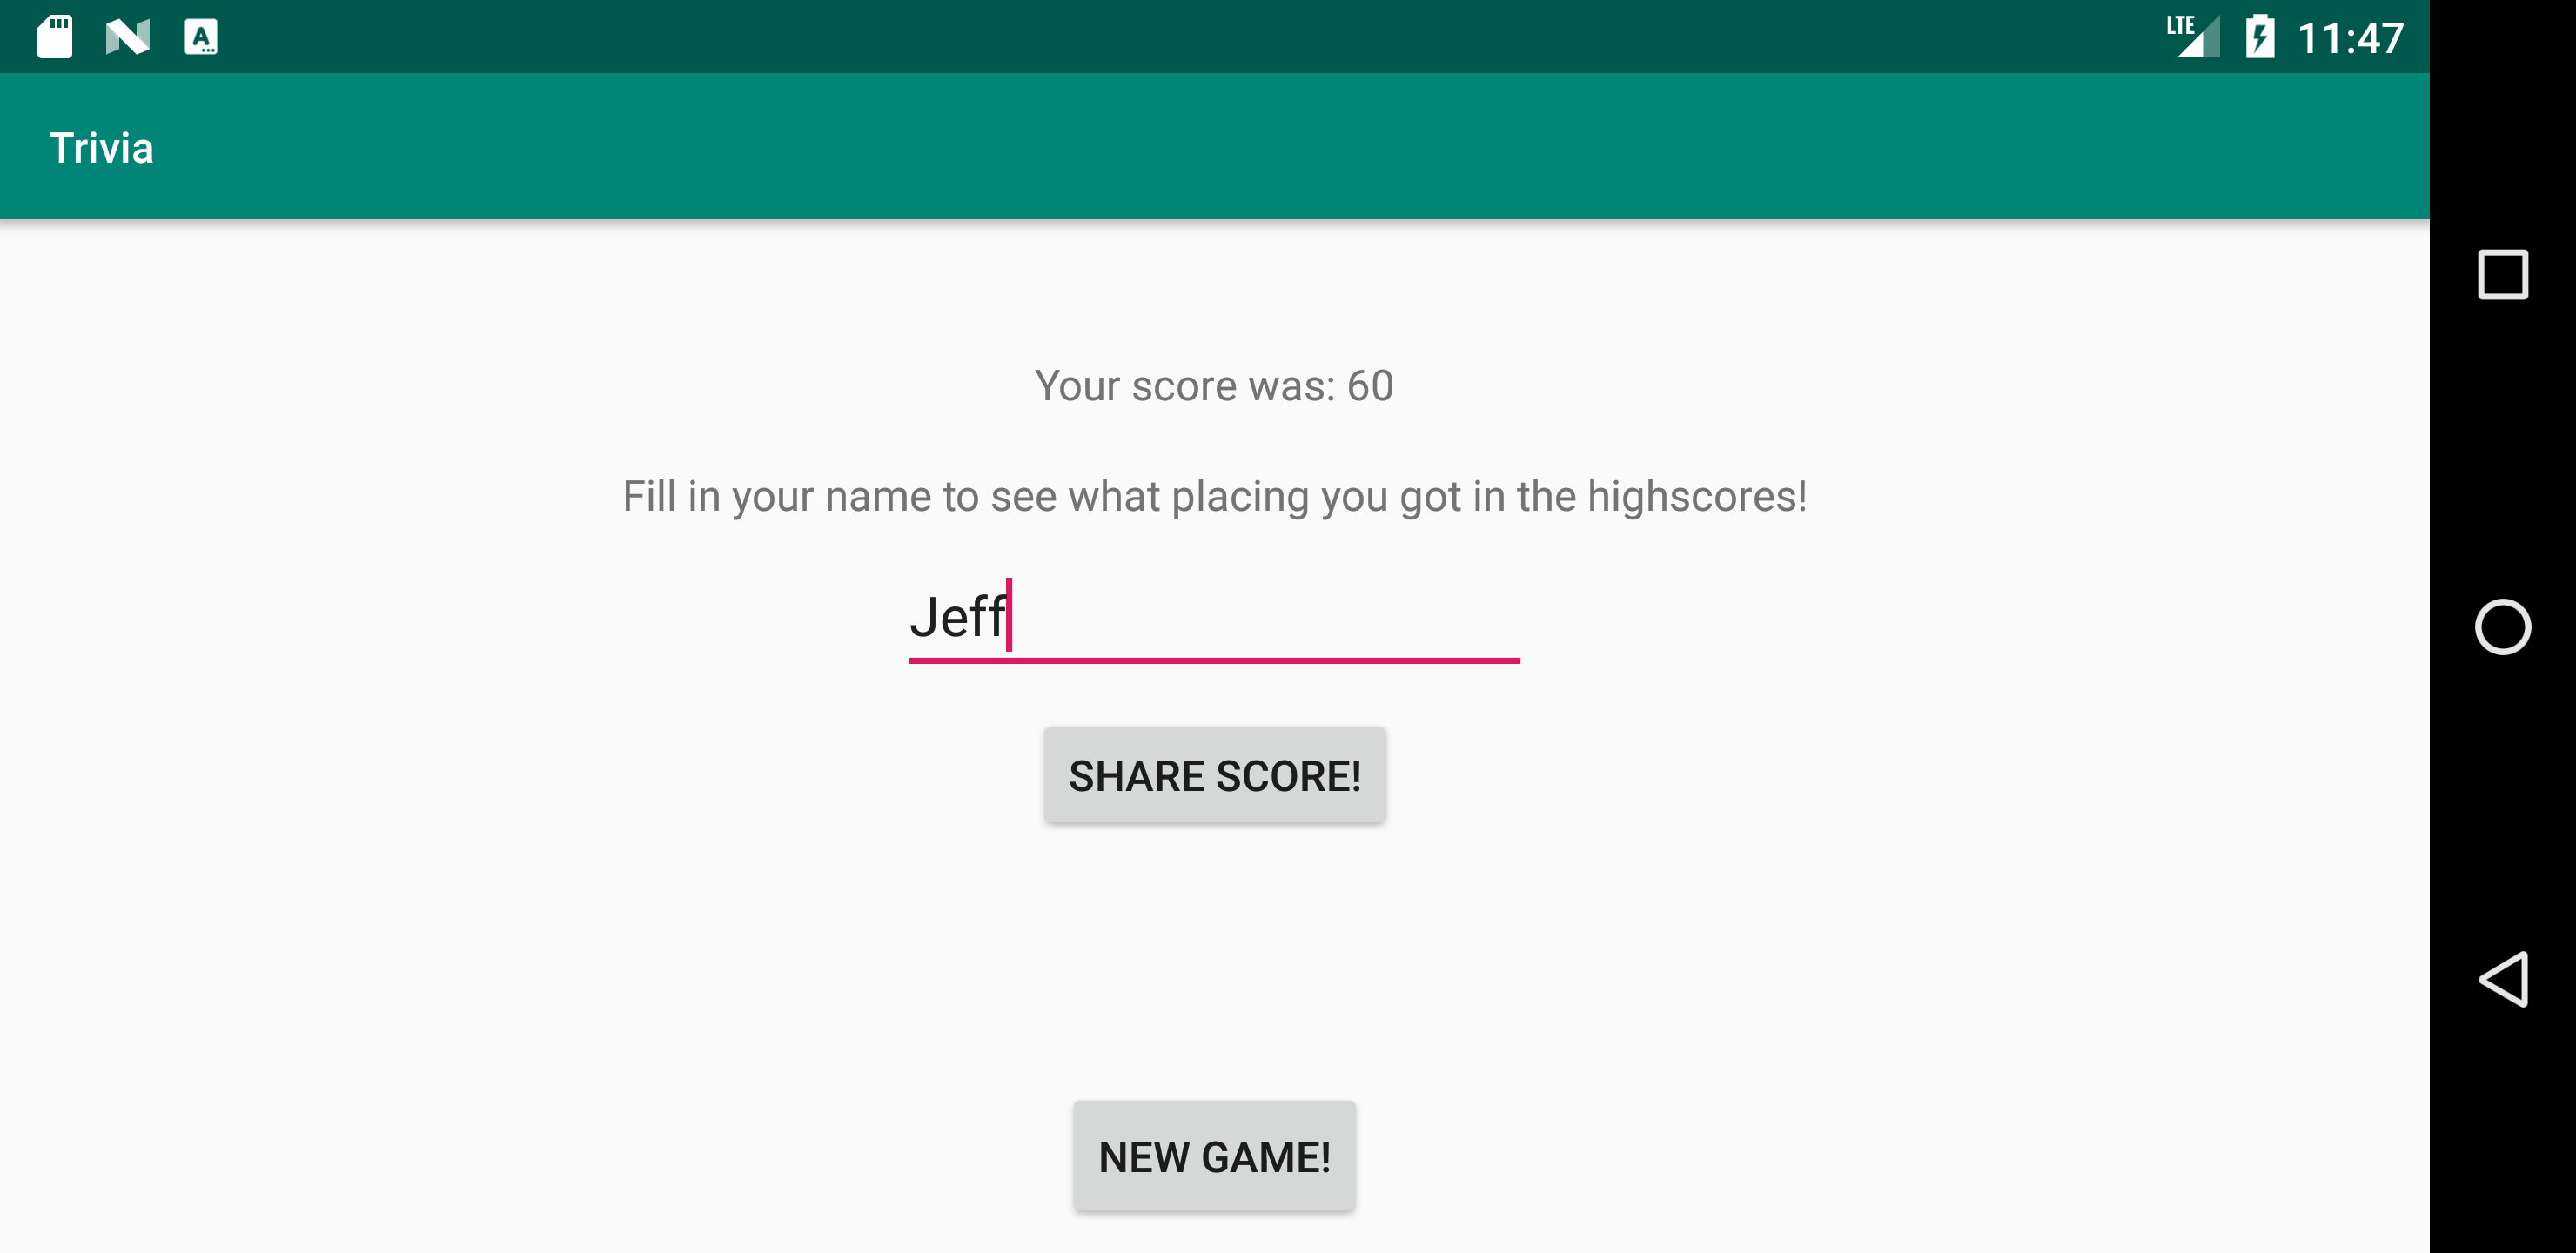 LTE 11:47
Trivia
Your score was: 60
Fill in your name to see what placing you got in the highscores!
Jeff
SHARE SCORE!
NEW GAME!